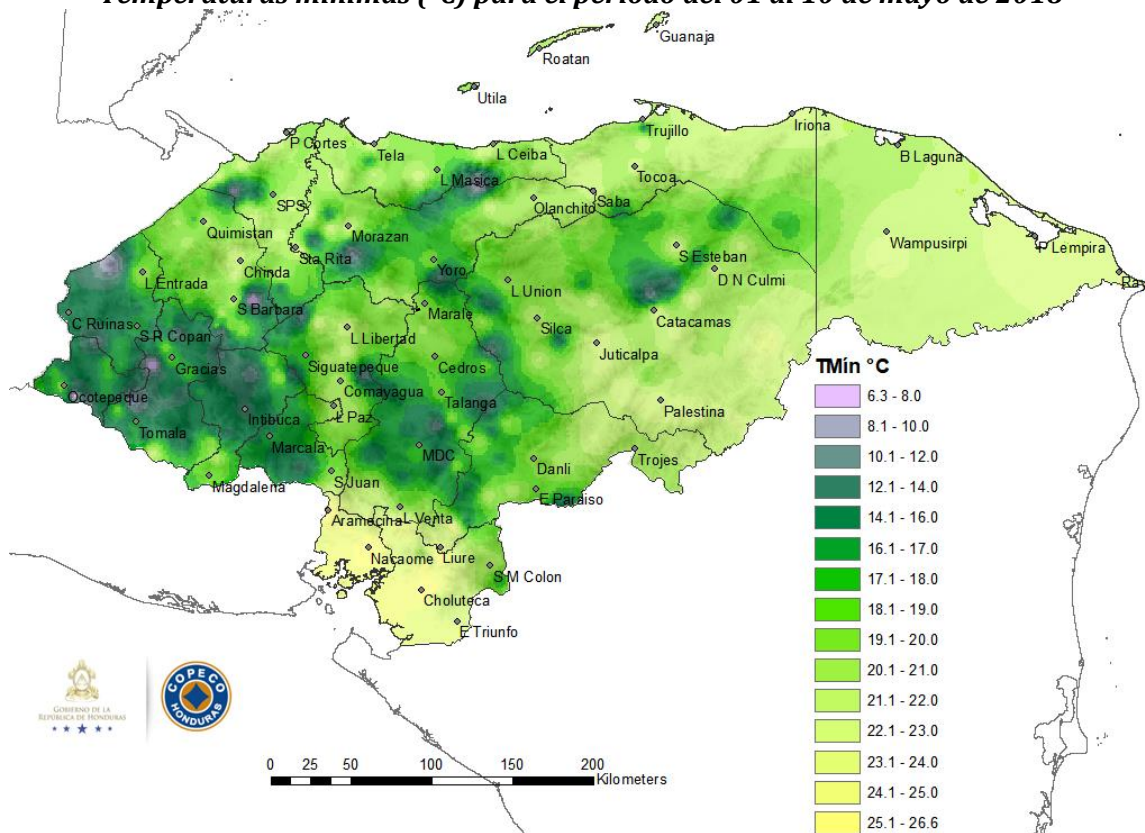 Temperaturas mínimas (°C) para el período del 01 al 10 de mayo de 2018
Guanaja
Roatan
Utila
P Cortes
Tela
L Ceiba
Trujillo
Iriona
B Laguna
L Masica
Tocoa
SPS
Olanchito
Saba
Quimistan
Morazan
Wampusirpi
P Lempira
Sta Rita
S Esteban
Chinda
Yoro
D N Culmi
L Entrada
L Union
Ra
S Barbara
Marale
Catacamas
C Ruinas
S R Copan
L Libertad
Silca
Juticalpa
Gracias
Siguatepeque
Cedros
Ocotepeque
Comayagua
Talanga
Palestina
Intibuca
L Paz
Tomala
Marcala
MDC
Trojes
Danli
Magdalena
S Juan
E Paraiso
Aramecina
L Venta
Nacaome
Liure
S M Colon
Choluteca
E Triunfo
TMín °C
6.3 - 8.0
8.1 - 10.0
10.1 - 12.0
12.1 - 14.0
14.1 - 16.0
16.1 - 17.0
17.1 - 18.0
18.1 - 19.0
19.1 - 20.0
20.1 - 21.0
21.1 - 22.0
22.1 - 23.0
23.1 - 24.0
24.1 - 25.0
25.1 - 26.6
GOBIERNO DE LA
REPÚBLICA DE HONDURAS
COPECO
HONDURAS
0 25 50 100 150 200
Kilometers